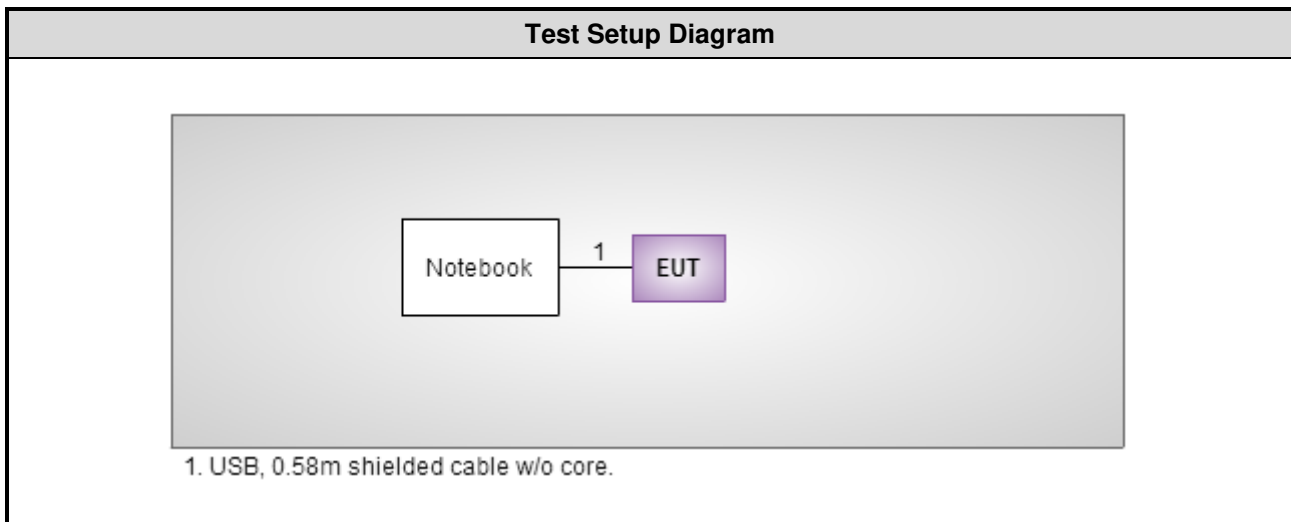 Test Setup Diagram
Notebook
1
EUT
1. USB, 0.58m shielded cable w/o core.